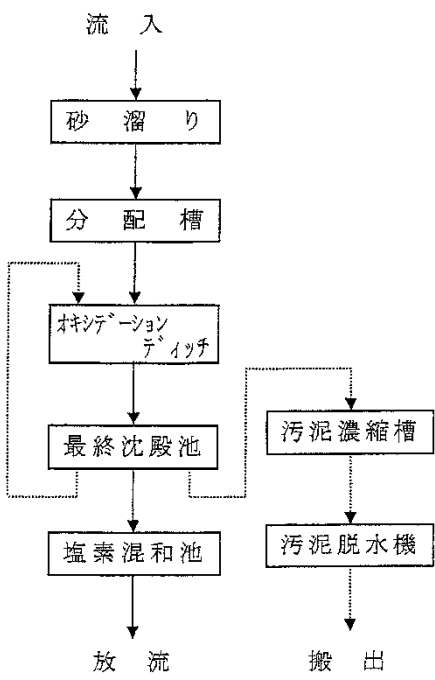 流入
砂溜り
分配槽
オキシデーション
ディッチ
最終沈殿池
塩素混和池
放流
汚泥濃縮槽
汚泥脱水機
搬出